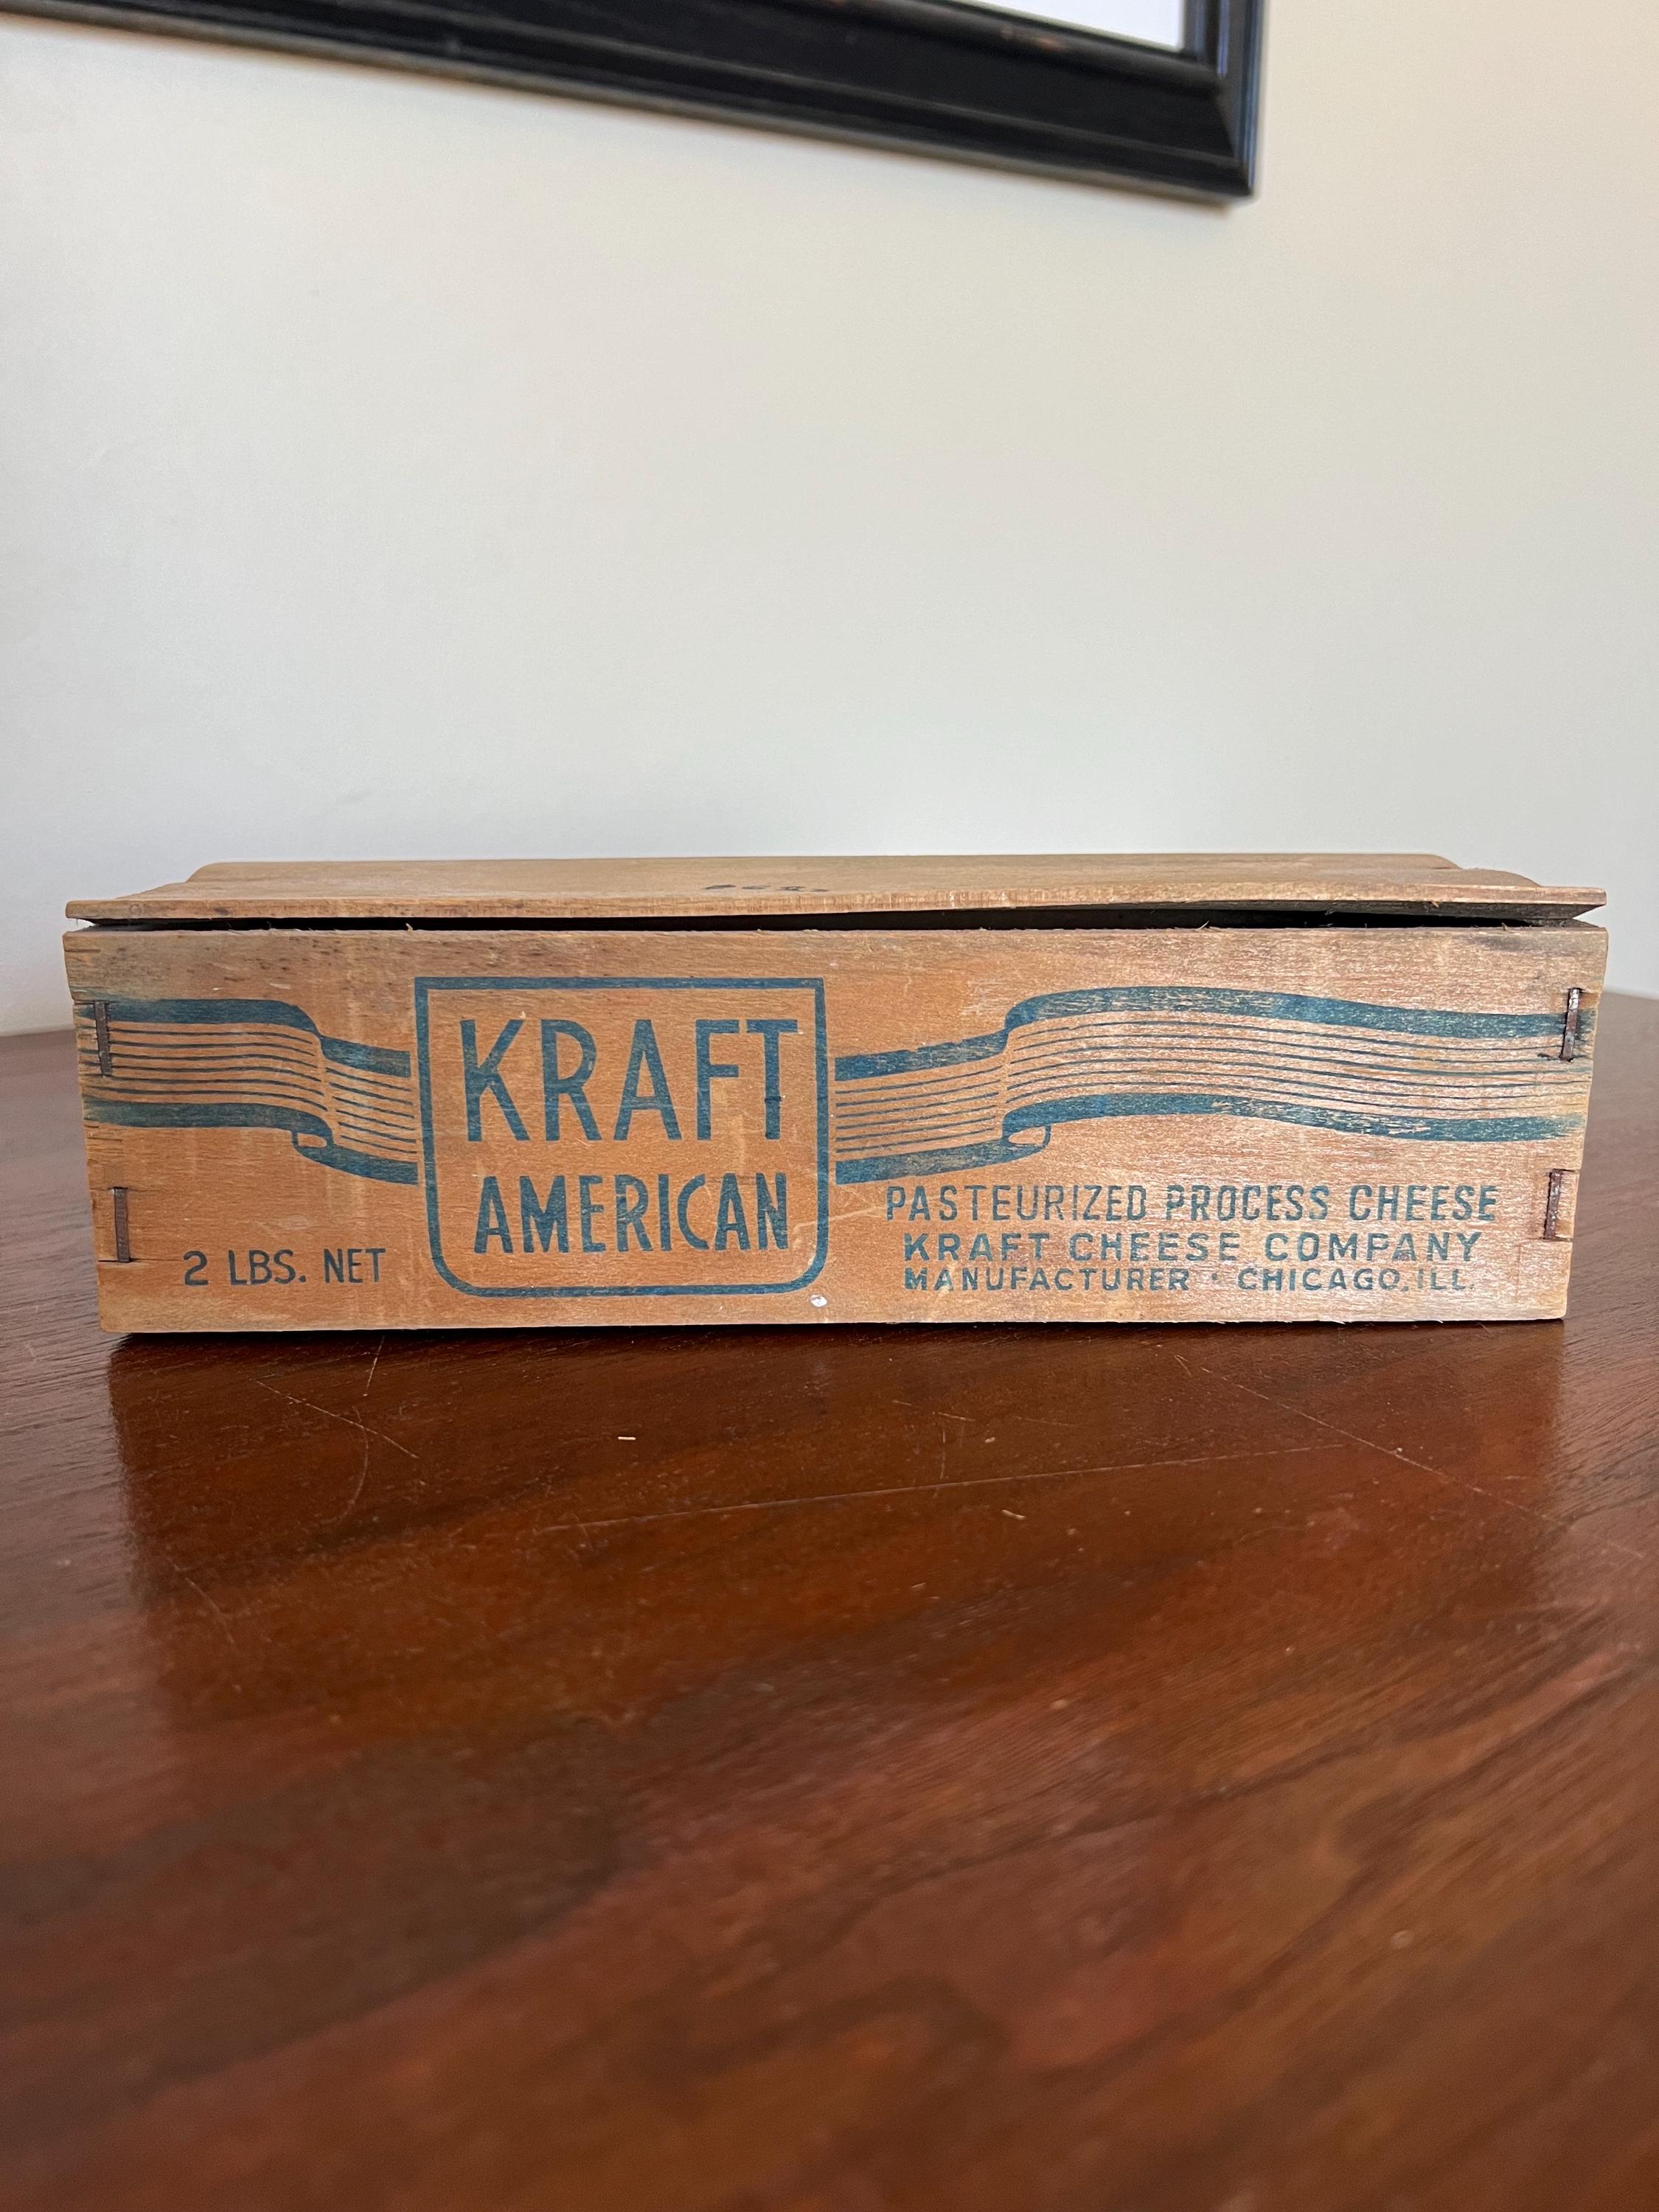 KRAFT
AMERICAN
2 LBS. NET
PASTEURIZED PROCESS CHEESE
KRAFT CHEESE COMPANY
MANUFACTURER · CHICAGO, ILL.